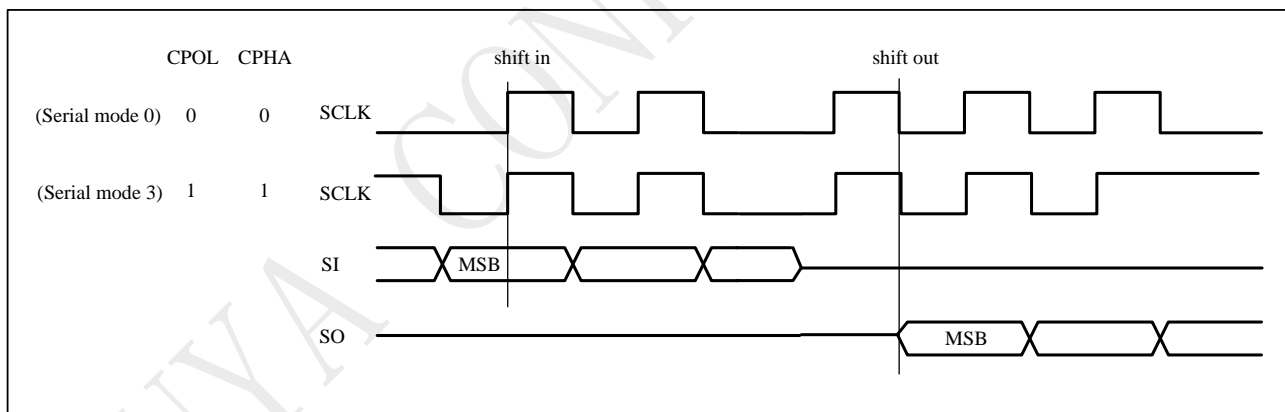 CPOL CPHA shift in shift out
(Serial mode 0) 0 0 SCLK
(Serial mode 3) 1 1 SCLK
SI MSB
SO MSB